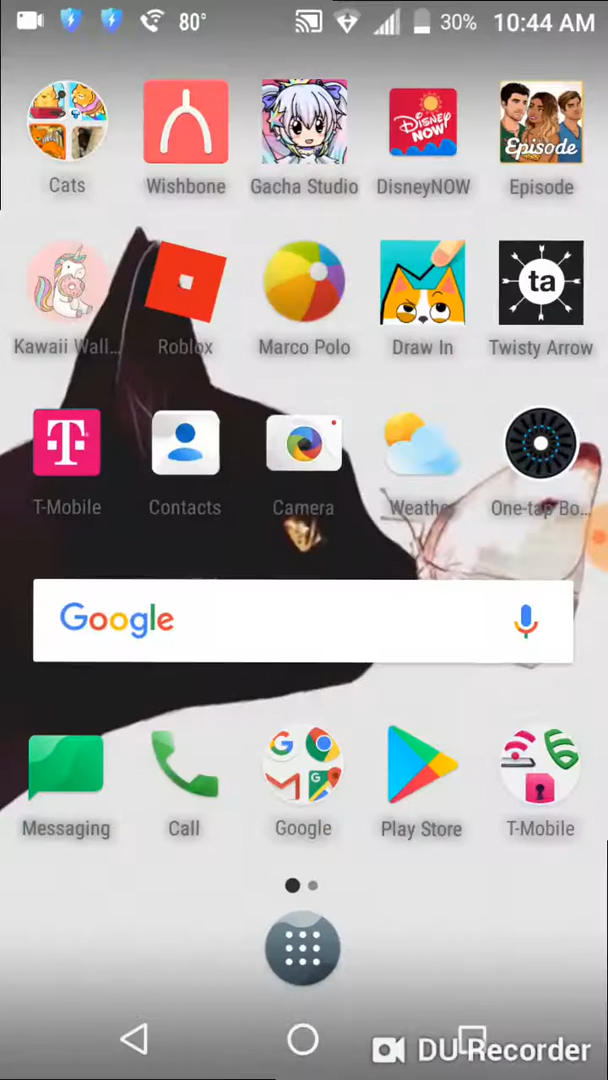 80° 30% 10:44 AM
DISNEY NOW
Episode
Cats Wishbone Gacha Studio DisneyNOW Episode
ta
Kawaii Wall... Roblox Marco Polo Draw In Twisty Arrow
T
T-Mobile Contacts Camera Weathe One-tap Bo...
Google
G
Messaging Call Google Play Store T-Mobile
DU Recorder